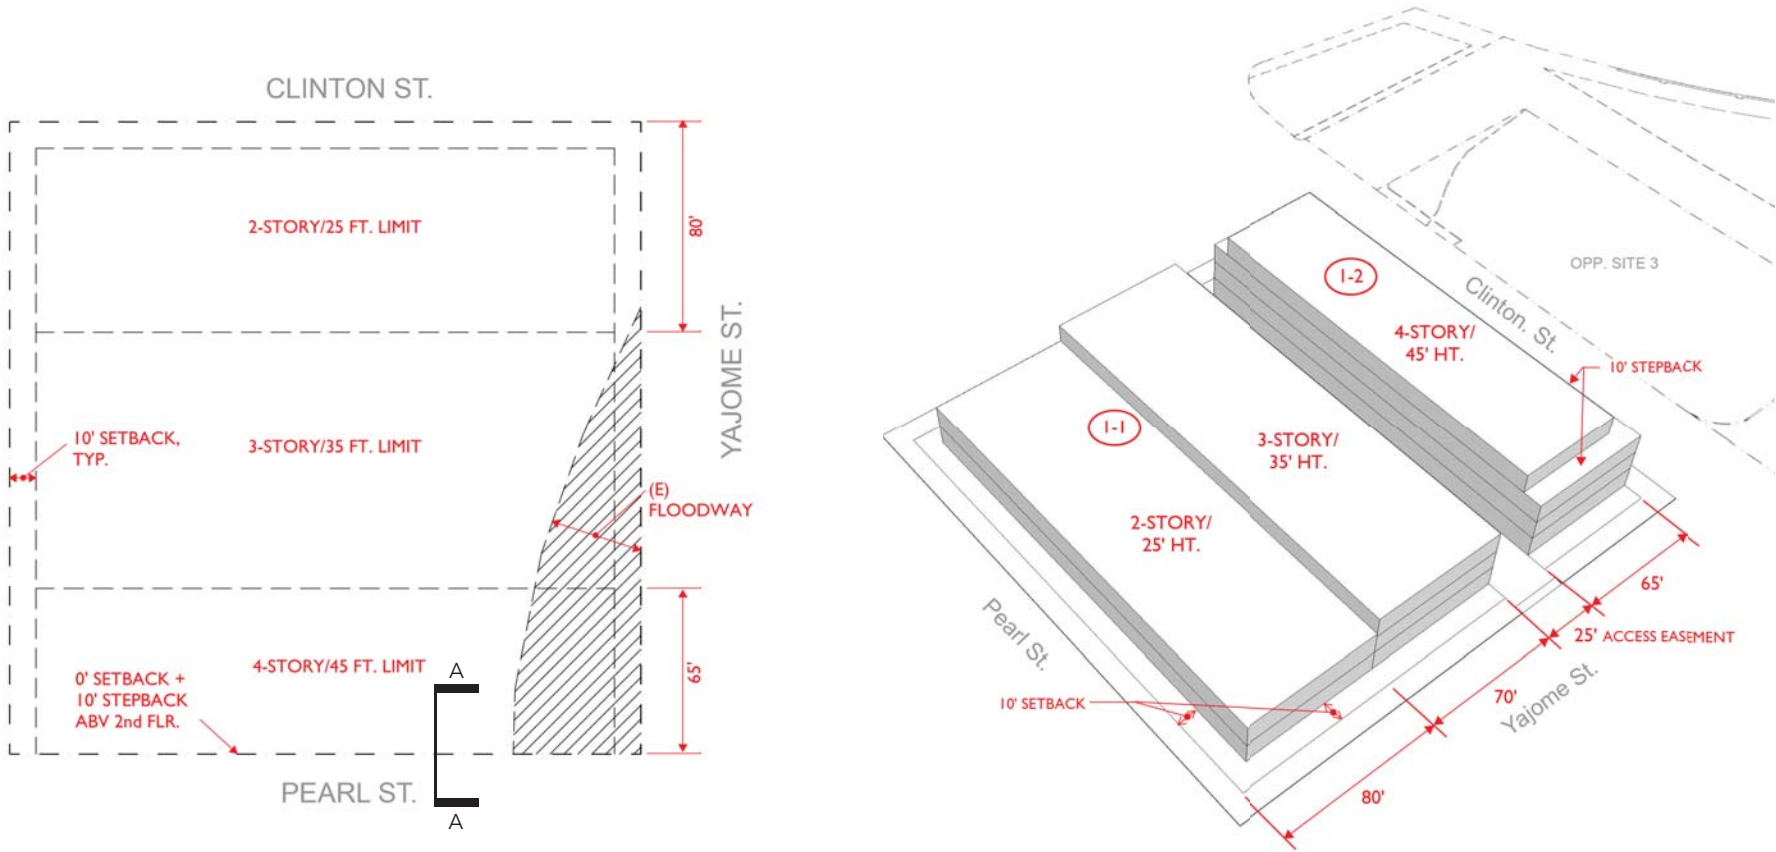 CLINTON ST.
2-STORY/25 FT. LIMIT
80'
YAJOME ST.
10' SETBACK,
TYP.
3-STORY/35 FT. LIMIT
(E)
FLOODWAY
4-STORY/45 FT. LIMIT
0' SETBACK +
10' STEPBACK
ABV 2nd FLR.
65'
A
PEARL ST.
A
OPP. SITE 3
Clinton. St.
1-2
4-STORY/
45' HT.
10' STEPBACK
1-1
3-STORY/
35' HT.
2-STORY/
25' HT.
65'
25' ACCESS EASEMENT
Pearl St.
10' SETBACK
70'
Yajome St.
80'